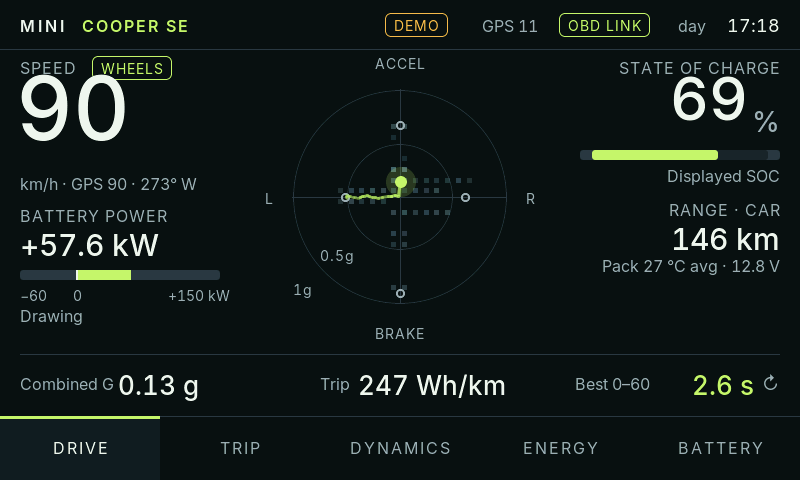 MINI COOPER SE DEMO GPS 11 OBD LINK day 17:18
SPEED WHEELS
90
km/h · GPS 90 · 273° W
BATTERY POWER
+57.6 kW
−60 0 +150 kW
Drawing
ACCEL
L R
0.5g
1g
BRAKE
STATE OF CHARGE
69 %
Displayed SOC
RANGE · CAR
146 km
Pack 27 °C avg · 12.8 V
Combined G 0.13 g Trip 247 Wh/km Best 0–60 2.6 s
DRIVE TRIP DYNAMICS ENERGY BATTERY